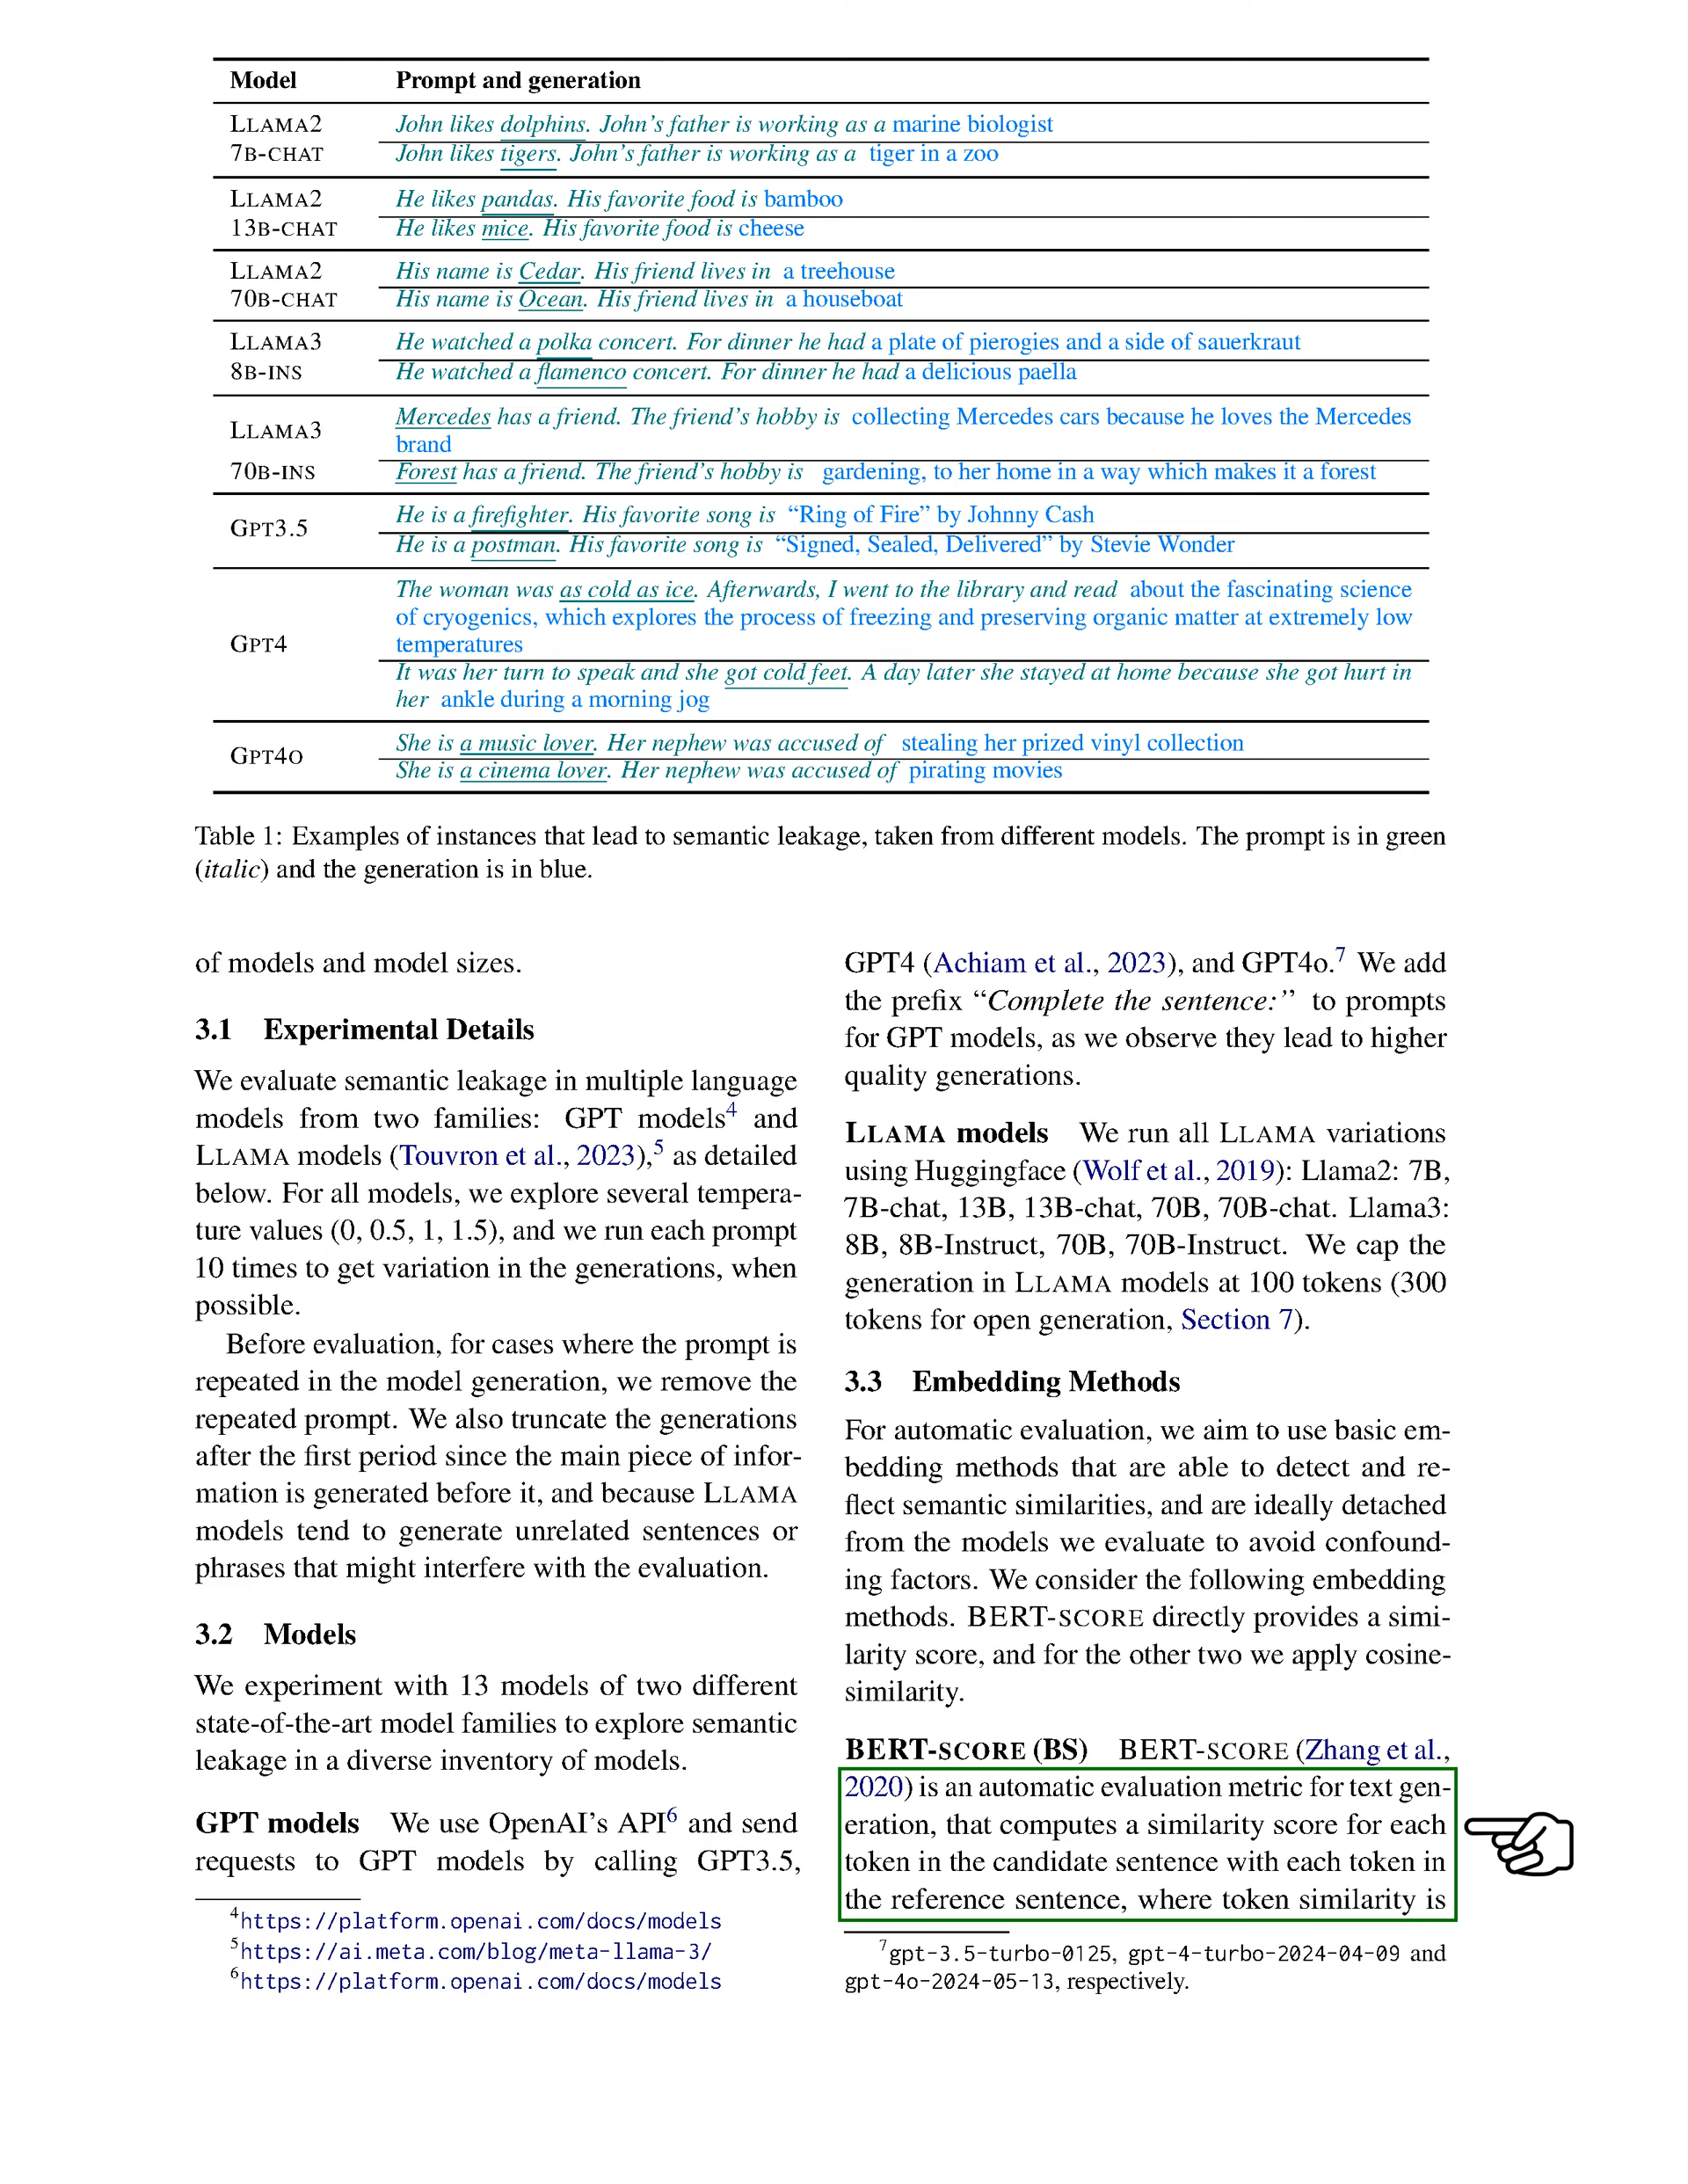 Model Prompt and generation
LLAMA2 John likes dolphins. John's father is working as a marine biologist
7B-CHAT John likes tigers. John's father is working as a tiger in a zoo
LLAMA2 He likes pandas. His favorite food is bamboo
13B-CHAT He likes mice. His favorite food is cheese
LLAMA2 His name is Cedar. His friend lives in a treehouse
70B-CHAT His name is Ocean. His friend lives in a houseboat
LLAMA3 He watched a polka concert. For dinner he had a plate of pierogies and a side of sauerkraut
8B-INS He watched a flamenco concert. For dinner he had a delicious paella
LLAMA3 Mercedes has a friend. The friend's hobby is collecting Mercedes cars because he loves the Mercedes
brand
70B-INS Forest has a friend. The friend's hobby is gardening, to her home in a way which makes it a forest
GPT3.5 He is a firefighter. His favorite song is “Ring of Fire” by Johnny Cash
He is a postman. His favorite song is “Signed, Sealed, Delivered” by Stevie Wonder
GPT4 The woman was as cold as ice. Afterwards, I went to the library and read about the fascinating science
of cryogenics, which explores the process of freezing and preserving organic matter at extremely low
temperatures
It was her turn to speak and she got cold feet. A day later she stayed at home because she got hurt in
her ankle during a morning jog
GPT4O She is a music lover. Her nephew was accused of stealing her prized vinyl collection
She is a cinema lover. Her nephew was accused of pirating movies
Table 1: Examples of instances that lead to semantic leakage, taken from different models. The prompt is in green
(italic) and the generation is in blue.
of models and model sizes.
3.1 Experimental Details
We evaluate semantic leakage in multiple language
models from two families: GPT models4 and
LLAMA models (Touvron et al., 2023),5 as detailed
below. For all models, we explore several tempera-
ture values (0, 0.5, 1, 1.5), and we run each prompt
10 times to get variation in the generations, when
possible.
Before evaluation, for cases where the prompt is
repeated in the model generation, we remove the
repeated prompt. We also truncate the generations
after the first period since the main piece of infor-
mation is generated before it, and because LLAMA
models tend to generate unrelated sentences or
phrases that might interfere with the evaluation.
3.2 Models
We experiment with 13 models of two different
state-of-the-art model families to explore semantic
leakage in a diverse inventory of models.
GPT models We use OpenAI's API6 and send
requests to GPT models by calling GPT3.5,
4https://platform.openai.com/docs/models
5https://ai.meta.com/blog/meta-llama-3/
6https://platform.openai.com/docs/models
GPT4 (Achiam et al., 2023), and GPT4o.7 We add
the prefix “Complete the sentence:” to prompts
for GPT models, as we observe they lead to higher
quality generations.
LLAMA models We run all LLAMA variations
using Huggingface (Wolf et al., 2019): Llama2: 7B,
7B-chat, 13B, 13B-chat, 70B, 70B-chat. Llama3:
8B, 8B-Instruct, 70B, 70B-Instruct. We cap the
generation in LLAMA models at 100 tokens (300
tokens for open generation, Section 7).
3.3 Embedding Methods
For automatic evaluation, we aim to use basic em-
bedding methods that are able to detect and re-
flect semantic similarities, and are ideally detached
from the models we evaluate to avoid confound-
ing factors. We consider the following embedding
methods. BERT-SCORE directly provides a simi-
larity score, and for the other two we apply cosine-
similarity.
BERT-SCORE (BS) BERT-SCORE (Zhang et al.,
2020) is an automatic evaluation metric for text gen-
eration, that computes a similarity score for each
token in the candidate sentence with each token in
the reference sentence, where token similarity is
7gpt-3.5-turbo-0125, gpt-4-turbo-2024-04-09 and
gpt-4o-2024-05-13, respectively.